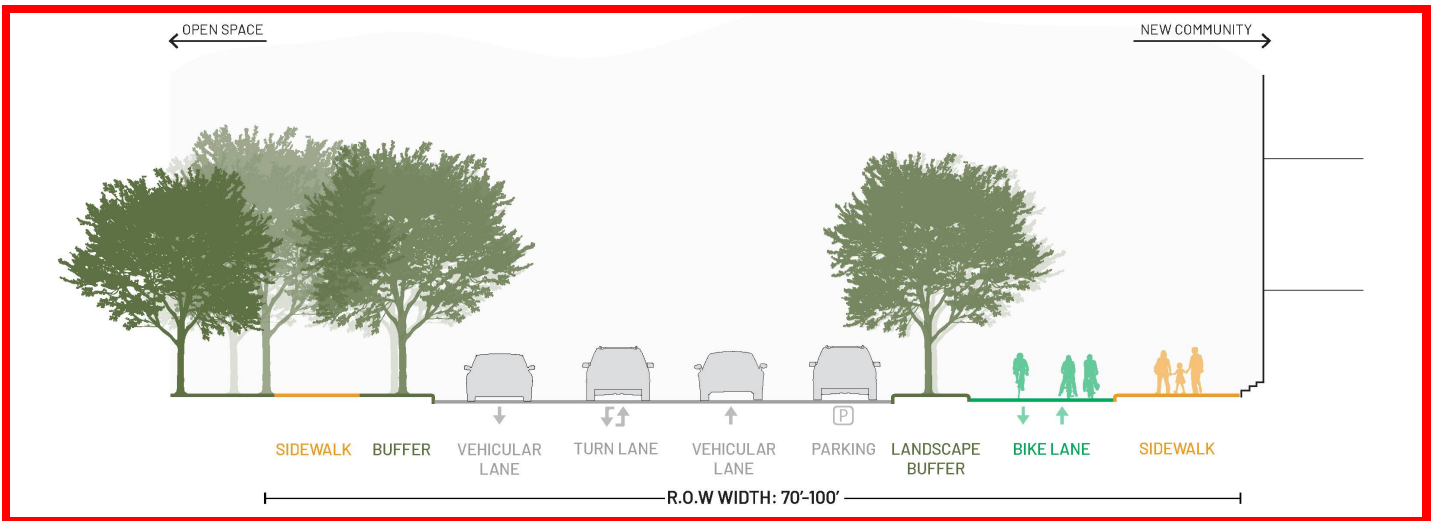 OPEN SPACE
NEW COMMUNITY
P
SIDEWALK
BUFFER
VEHICULAR
LANE
TURN LANE
VEHICULAR
LANE
PARKING
LANDSCAPE
BUFFER
BIKE LANE
SIDEWALK
R.O.W WIDTH: 70'-100'